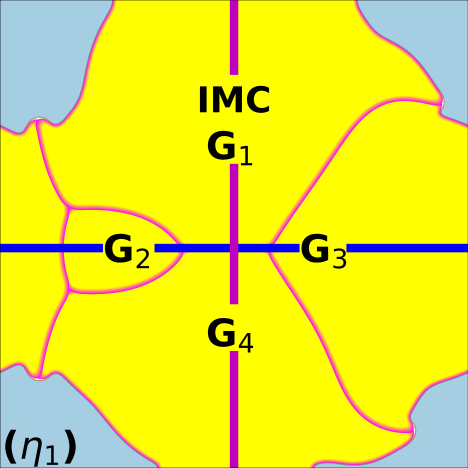 IMC
G₁
G₂ G₃
G₄
(η₁)